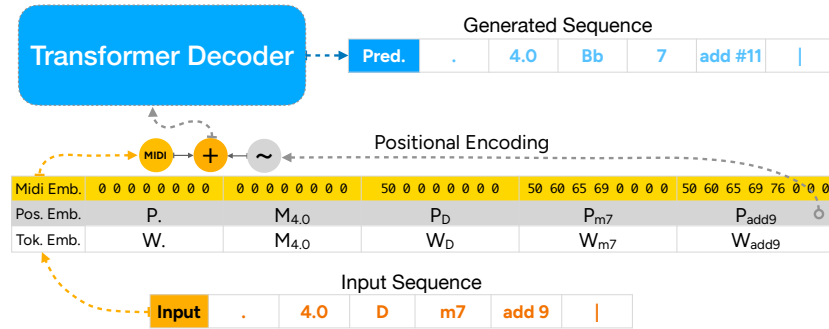 Generated Sequence
Transformer Decoder
Pred. . 4.0 Bb 7 add #11 |
Positional Encoding
MIDI + ~
Midi Emb. 0 0 0 0 0 0 0 0 0 0 0 0 0 0 0 0 50 0 0 0 0 0 0 0 50 60 65 69 0 0 0 0 50 60 65 69 76 0 0 0
Pos. Emb. P. M4.0 PD Pm7 Padd9
Tok. Emb. W. M4.0 WD Wm7 Wadd9
Input Sequence
Input . 4.0 D m7 add 9 |